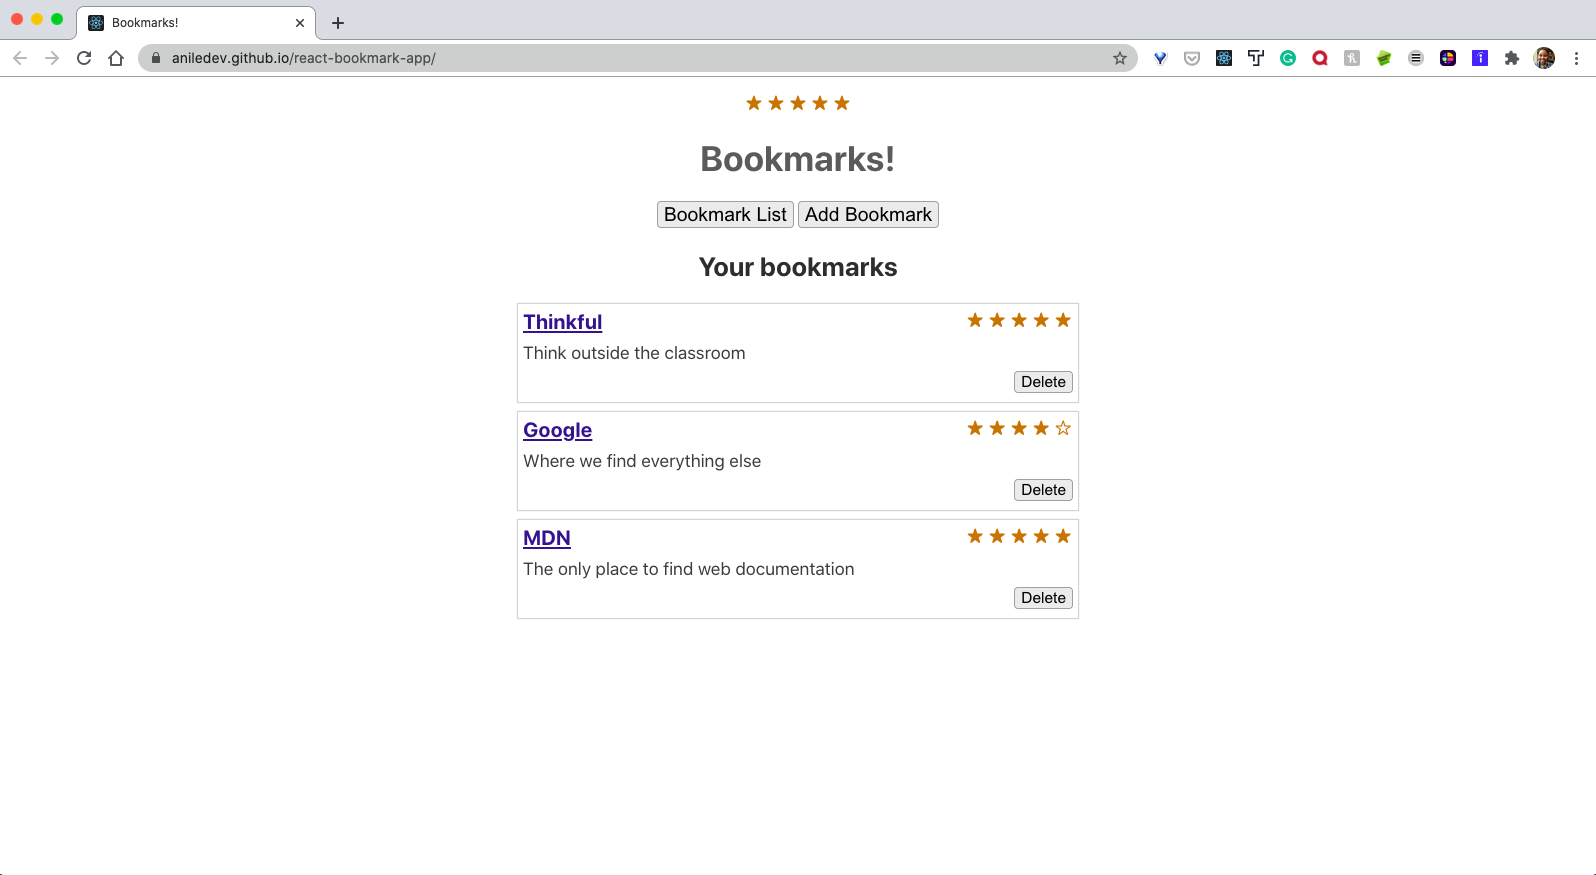 Bookmarks!
aniledev.github.io/react-bookmark-app/
★ ★ ★ ★ ★
Bookmarks!
Bookmark List Add Bookmark
Your bookmarks
Thinkful ★ ★ ★ ★ ★
Think outside the classroom
Delete
Google ★ ★ ★ ★ ☆
Where we find everything else
Delete
MDN ★ ★ ★ ★ ★
The only place to find web documentation
Delete